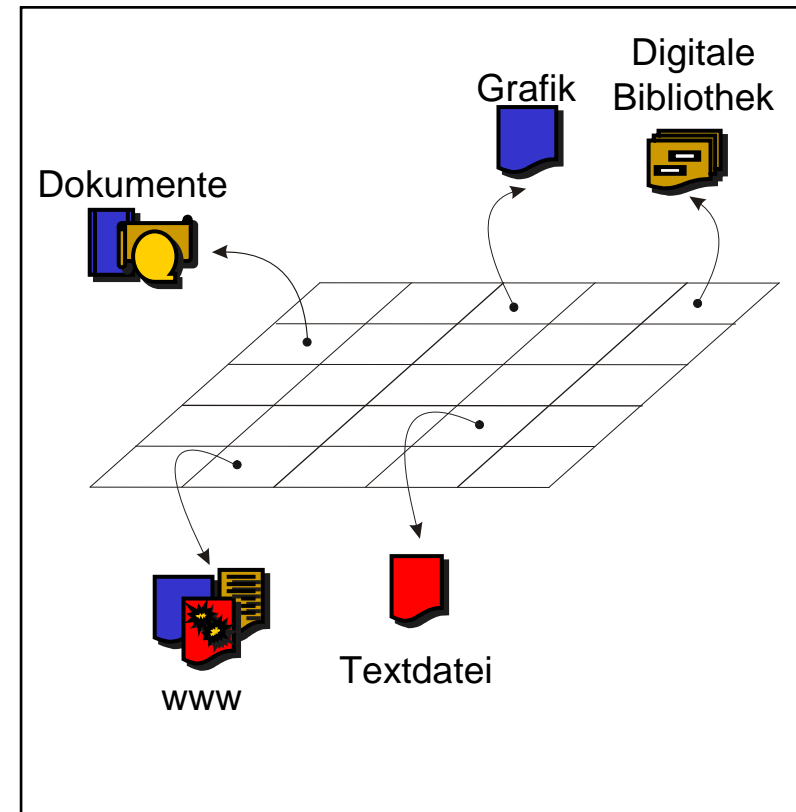 Digitale
Bibliothek
Grafik
Dokumente
Textdatei
www